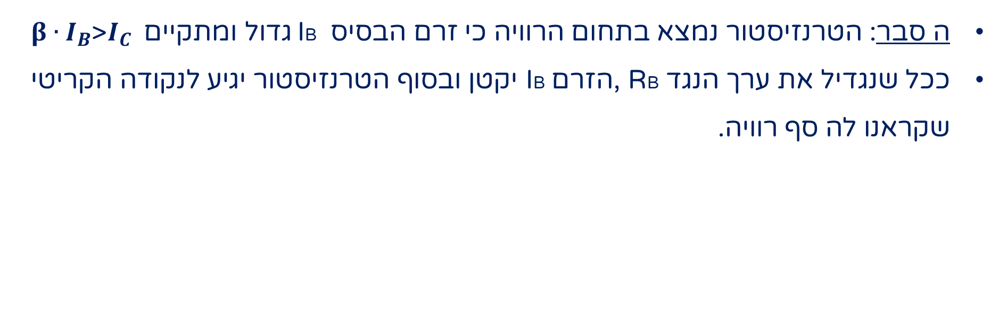 • ה סבר: הטרנזיסטור נמצא בתחום הרוויה כי זרם הבסיס IB גדול ומתקיים β · IB>IC
• ככל שנגדיל את ערך הנגד RB ,הזרם IB יקטן ובסוף הטרנזיסטור יגיע לנקודה הקריטי
שקראנו לה סף רוויה.